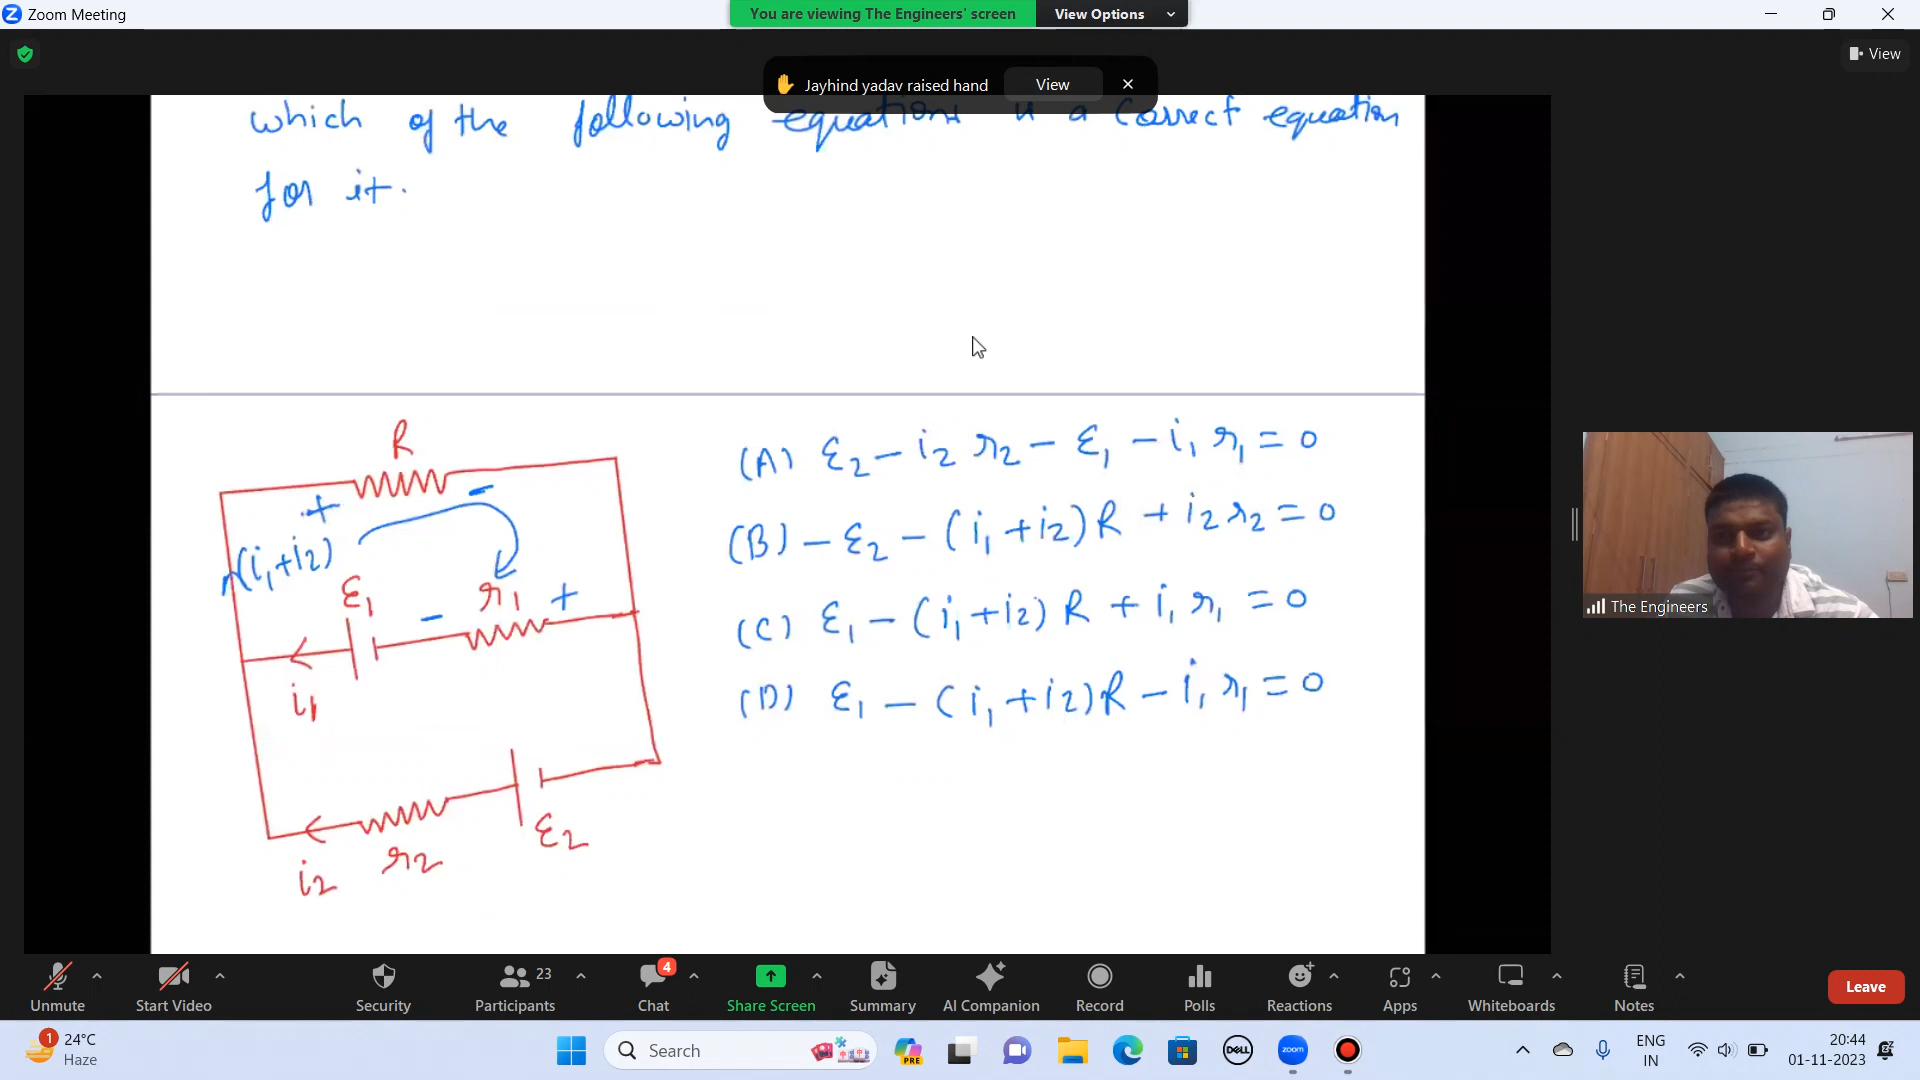 Zoom Meeting
You are viewing The Engineers' screen
View Options
View
Jayhind yadav raised hand
View
which of the following equations is a correct equation
for it.
R
+ -
(i₁+i₂)
ε₁ - r₁ +
i₁
ε₂
r₂
i₂
(A) ε₂ - i₂ r₂ - ε₁ - i₁ r₁ = 0
(B) - ε₂ - (i₁ + i₂) R + i₂ r₂ = 0
(C) ε₁ - (i₁ + i₂) R + i₁ r₁ = 0
(D) ε₁ - (i₁ + i₂) R - i₁ r₁ = 0
The Engineers
23
4
Unmute
Start Video
Security
Participants
Chat
Share Screen
Summary
AI Companion
Record
Polls
Reactions
Apps
Whiteboards
Notes
Leave
1
24°C
Haze
Search
PRE
DELL
zoom
ENG
IN
20:44
01-11-2023